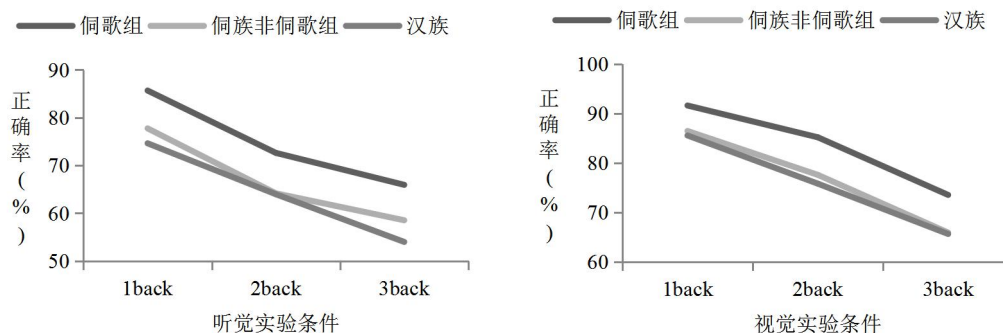 侗歌组 侗族非侗歌组 汉族
正确率(%)
90
80
70
60
50
1back 2back 3back
听觉实验条件
侗歌组 侗族非侗歌组 汉族
正确率(%)
100
90
80
70
60
1back 2back 3back
视觉实验条件